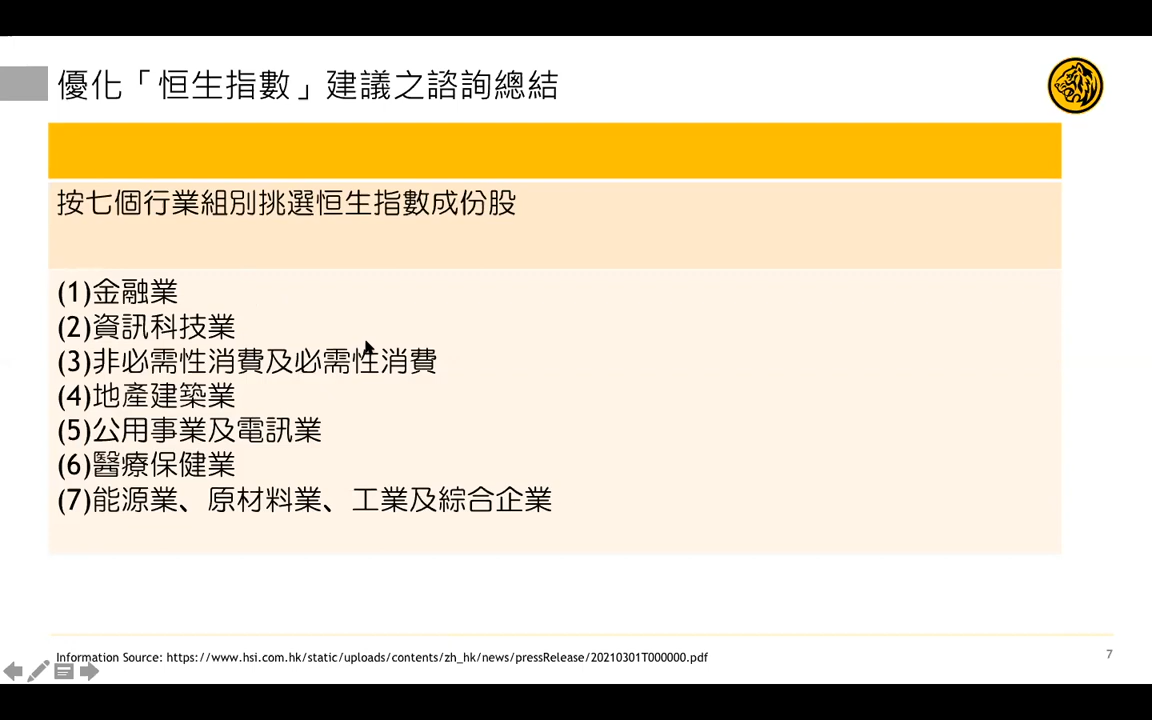 優化「恒生指數」建議之諮詢總結
按七個行業組別挑選恒生指數成份股
(1)金融業
(2)資訊科技業
(3)非必需性消費及必需性消費
(4)地產建築業
(5)公用事業及電訊業
(6)醫療保健業
(7)能源業、原材料業、工業及綜合企業
Information Source: https://www.hsi.com.hk/static/uploads/contents/zh_hk/news/pressRelease/20210301T000000.pdf
7